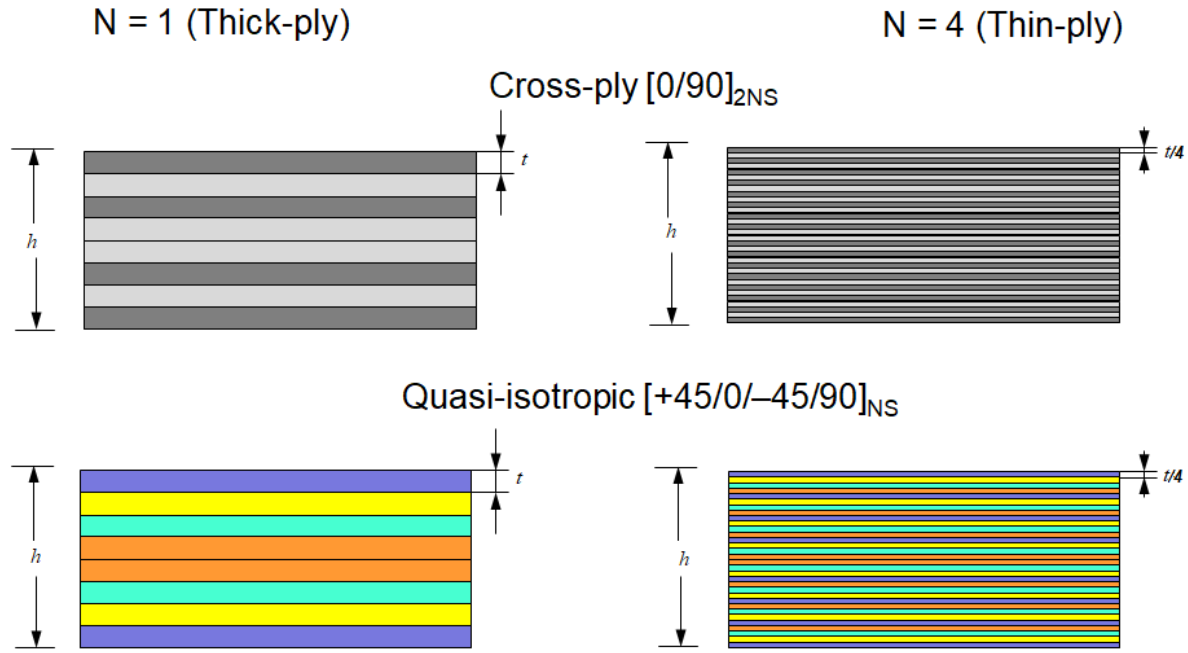 N = 1 (Thick-ply)
N = 4 (Thin-ply)
Cross-ply [0/90]2NS
t
h
t/4
h
Quasi-isotropic [+45/0/–45/90]NS
t
h
t/4
h